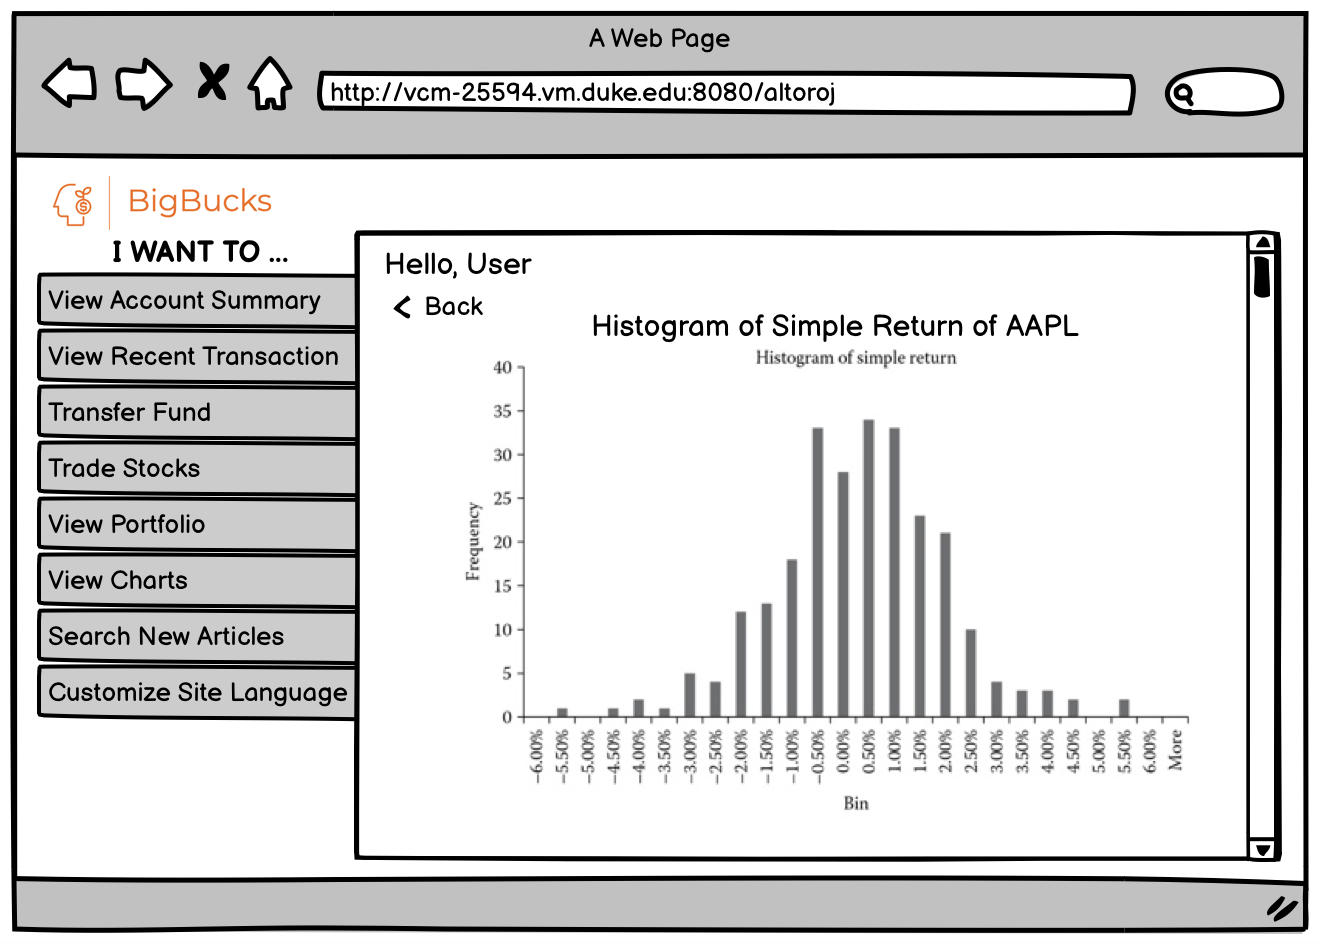 A Web Page
http://vcm-25594.vm.duke.edu:8080/altoroj
BigBucks
I WANT TO ...
View Account Summary
View Recent Transaction
Transfer Fund
Trade Stocks
View Portfolio
View Charts
Search New Articles
Customize Site Language
Hello, User
Back
Histogram of Simple Return of AAPL
Histogram of simple return
40
35
30
25
20
15
10
5
0
Frequency
−6.00%
−5.50%
−5.00%
−4.50%
−4.00%
−3.50%
−3.00%
−2.50%
−2.00%
−1.50%
−1.00%
−0.50%
0.00%
0.50%
1.00%
1.50%
2.00%
2.50%
3.00%
3.50%
4.00%
4.50%
5.00%
5.50%
6.00%
More
Bin